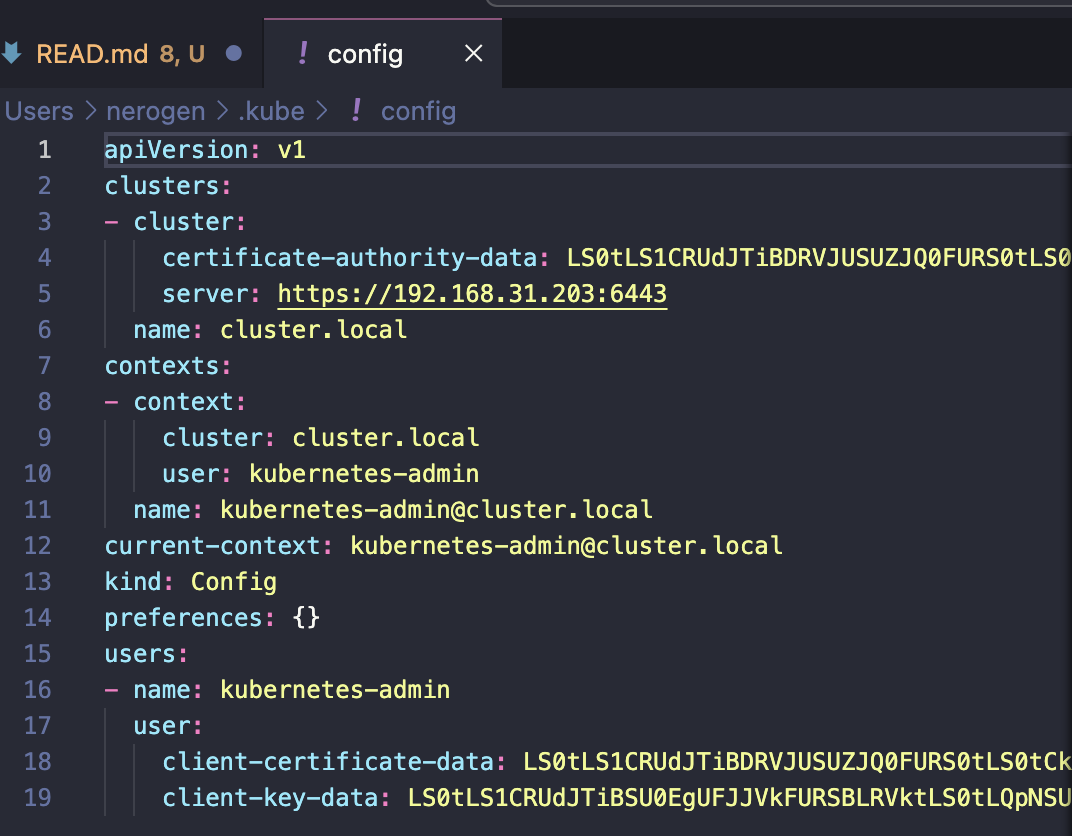 READ.md 8, U config
Users > nerogen > .kube > ! config
1 apiVersion: v1
2 clusters:
3 - cluster:
4 certificate-authority-data: LS0tLS1CRUdJTiBDRVJUSUZJQ0FURS0tLS0
5 server: https://192.168.31.203:6443
6 name: cluster.local
7 contexts:
8 - context:
9 cluster: cluster.local
10 user: kubernetes-admin
11 name: kubernetes-admin@cluster.local
12 current-context: kubernetes-admin@cluster.local
13 kind: Config
14 preferences: {}
15 users:
16 - name: kubernetes-admin
17 user:
18 client-certificate-data: LS0tLS1CRUdJTiBDRVJUSUZJQ0FURS0tLS0tCk
19 client-key-data: LS0tLS1CRUdJTiBSU0EgUFJJVkFURSBLRVktLS0tLQpNSU